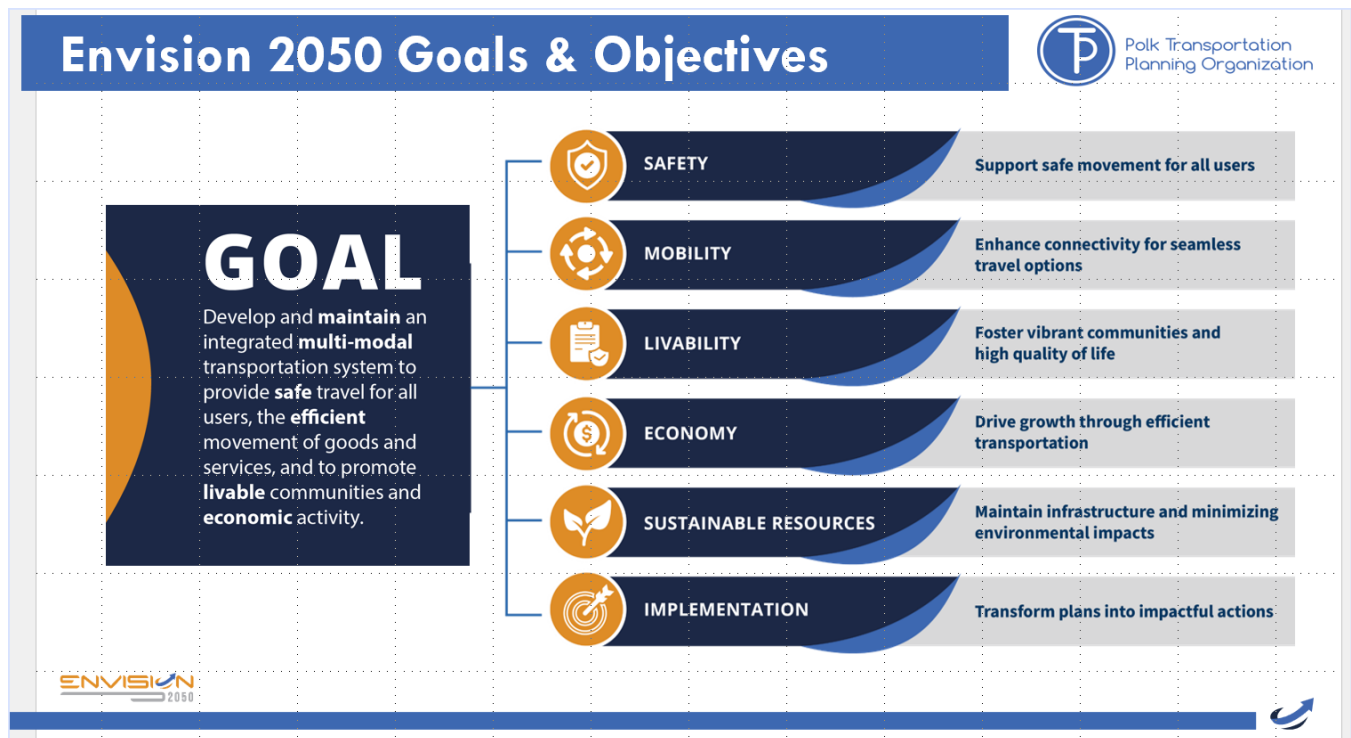 Envision 2050 Goals & Objectives
TP
Polk Transportation
Planning Organization
GOAL
Develop and maintain an
integrated multi-modal
transportation system to
provide safe travel for all
users, the efficient
movement of goods and
services, and to promote
livable communities and
economic activity.
SAFETY
Support safe movement for all users
MOBILITY
Enhance connectivity for seamless
travel options
LIVABILITY
Foster vibrant communities and
high quality of life
$
ECONOMY
Drive growth through efficient
transportation
SUSTAINABLE RESOURCES
Maintain infrastructure and minimizing
environmental impacts
IMPLEMENTATION
Transform plans into impactful actions
ENVISION
2050